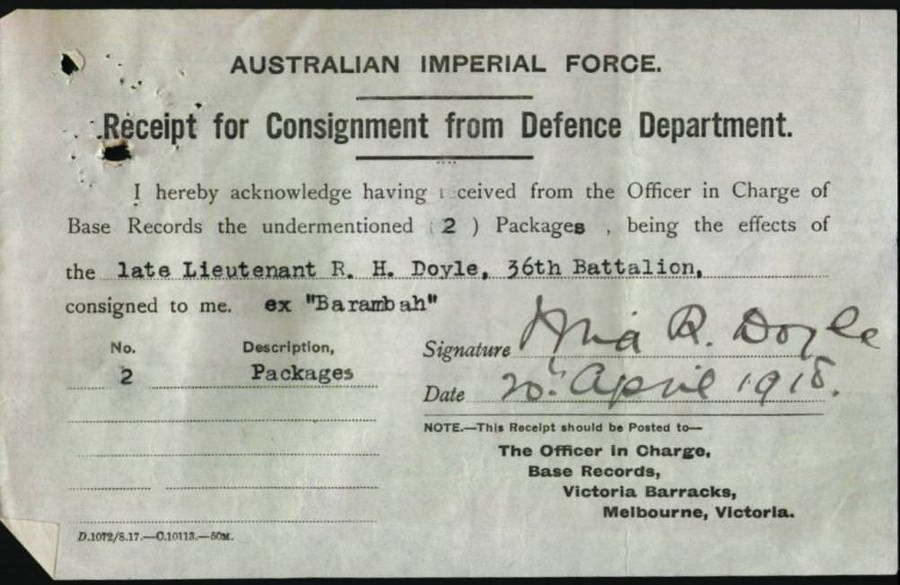 AUSTRALIAN IMPERIAL FORCE.
Receipt for Consignment from Defence Department.
I hereby acknowledge having received from the Officer in Charge of
Base Records the undermentioned (2) Packages, being the effects of
the late Lieutenant R. H. Doyle, 36th Battalion,
consigned to me. ex "Barambah"
No. Description,
2 Packages
Signature R. Doyle
Date 20. April 1918.
NOTE.—This Receipt should be Posted to—
The Officer in Charge,
Base Records,
Victoria Barracks,
Melbourne, Victoria.
D.1072/8.17.—C.10113.—50M.